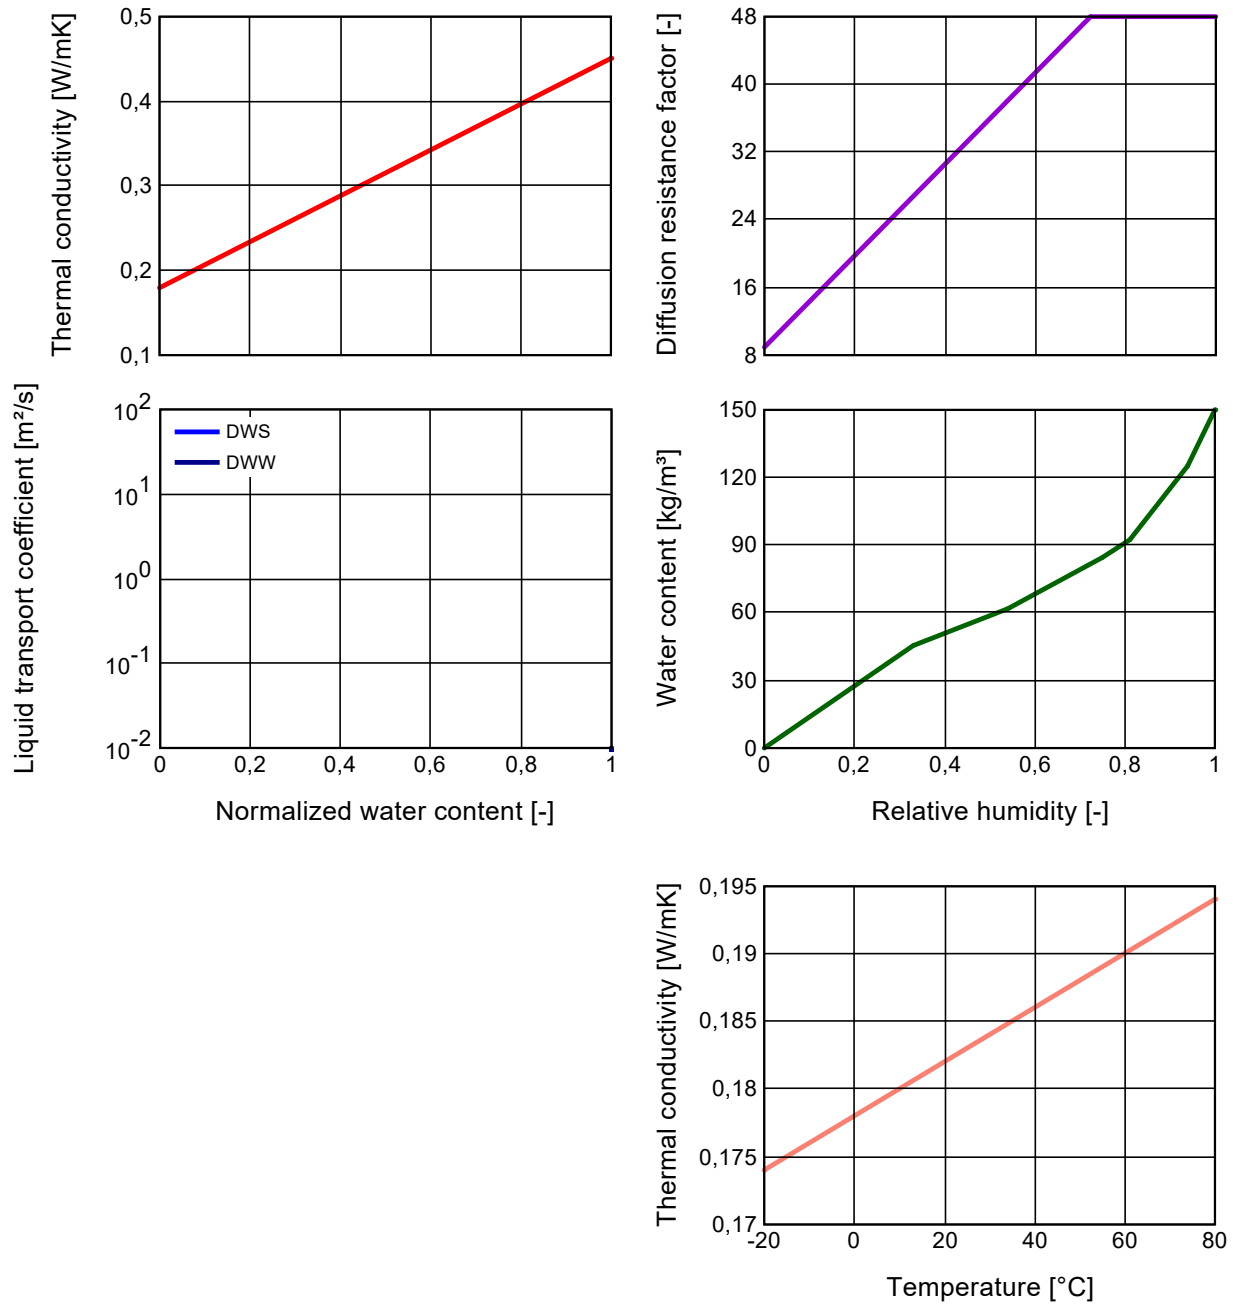 Thermal conductivity [W/mK]
0,5
0,4
0,3
0,2
0,1
Diffusion resistance factor [-]
48
40
32
24
16
8
Liquid transport coefficient [m²/s]
10²
10¹
10⁰
10⁻¹
10⁻²
DWS
DWW
0 0,2 0,4 0,6 0,8 1
Normalized water content [-]
Water content [kg/m³]
150
120
90
60
30
0
0 0,2 0,4 0,6 0,8 1
Relative humidity [-]
Thermal conductivity [W/mK]
0,195
0,19
0,185
0,18
0,175
0,17
-20 0 20 40 60 80
Temperature [°C]